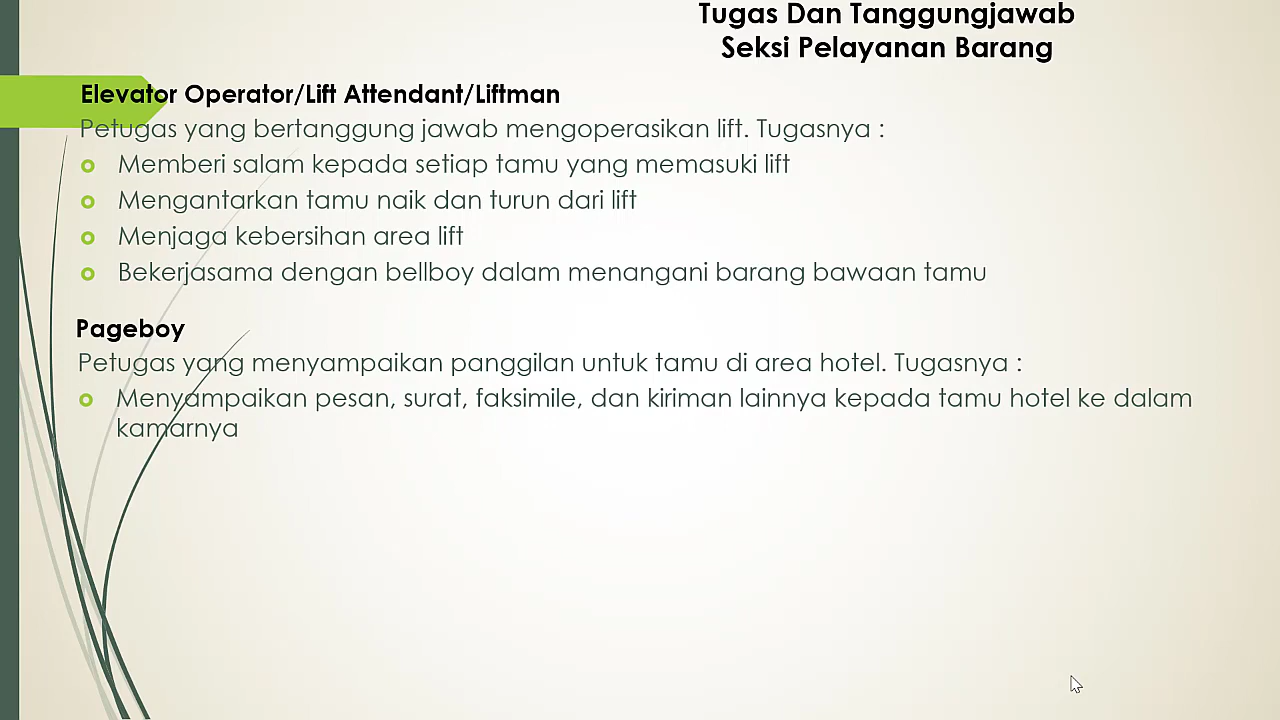 Tugas Dan Tanggungjawab
Seksi Pelayanan Barang
Elevator Operator/Lift Attendant/Liftman
Petugas yang bertanggung jawab mengoperasikan lift. Tugasnya :
Memberi salam kepada setiap tamu yang memasuki lift
Mengantarkan tamu naik dan turun dari lift
Menjaga kebersihan area lift
Bekerjasama dengan bellboy dalam menangani barang bawaan tamu
Pageboy
Petugas yang menyampaikan panggilan untuk tamu di area hotel. Tugasnya :
Menyampaikan pesan, surat, faksimile, dan kiriman lainnya kepada tamu hotel ke dalam
kamarnya